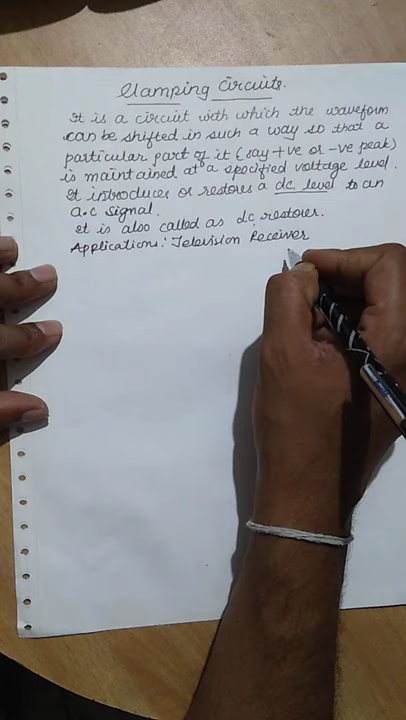 Clamping Circuits.
It is a circuit with which the waveform
can be shifted in such a way so that a
particular part of it (say +ve or -ve peak)
is maintained at a specified voltage level.
It introduces or restores a dc level to an
a.c signal.
It is also called as d.c restorer.
Applications: Television Receiver